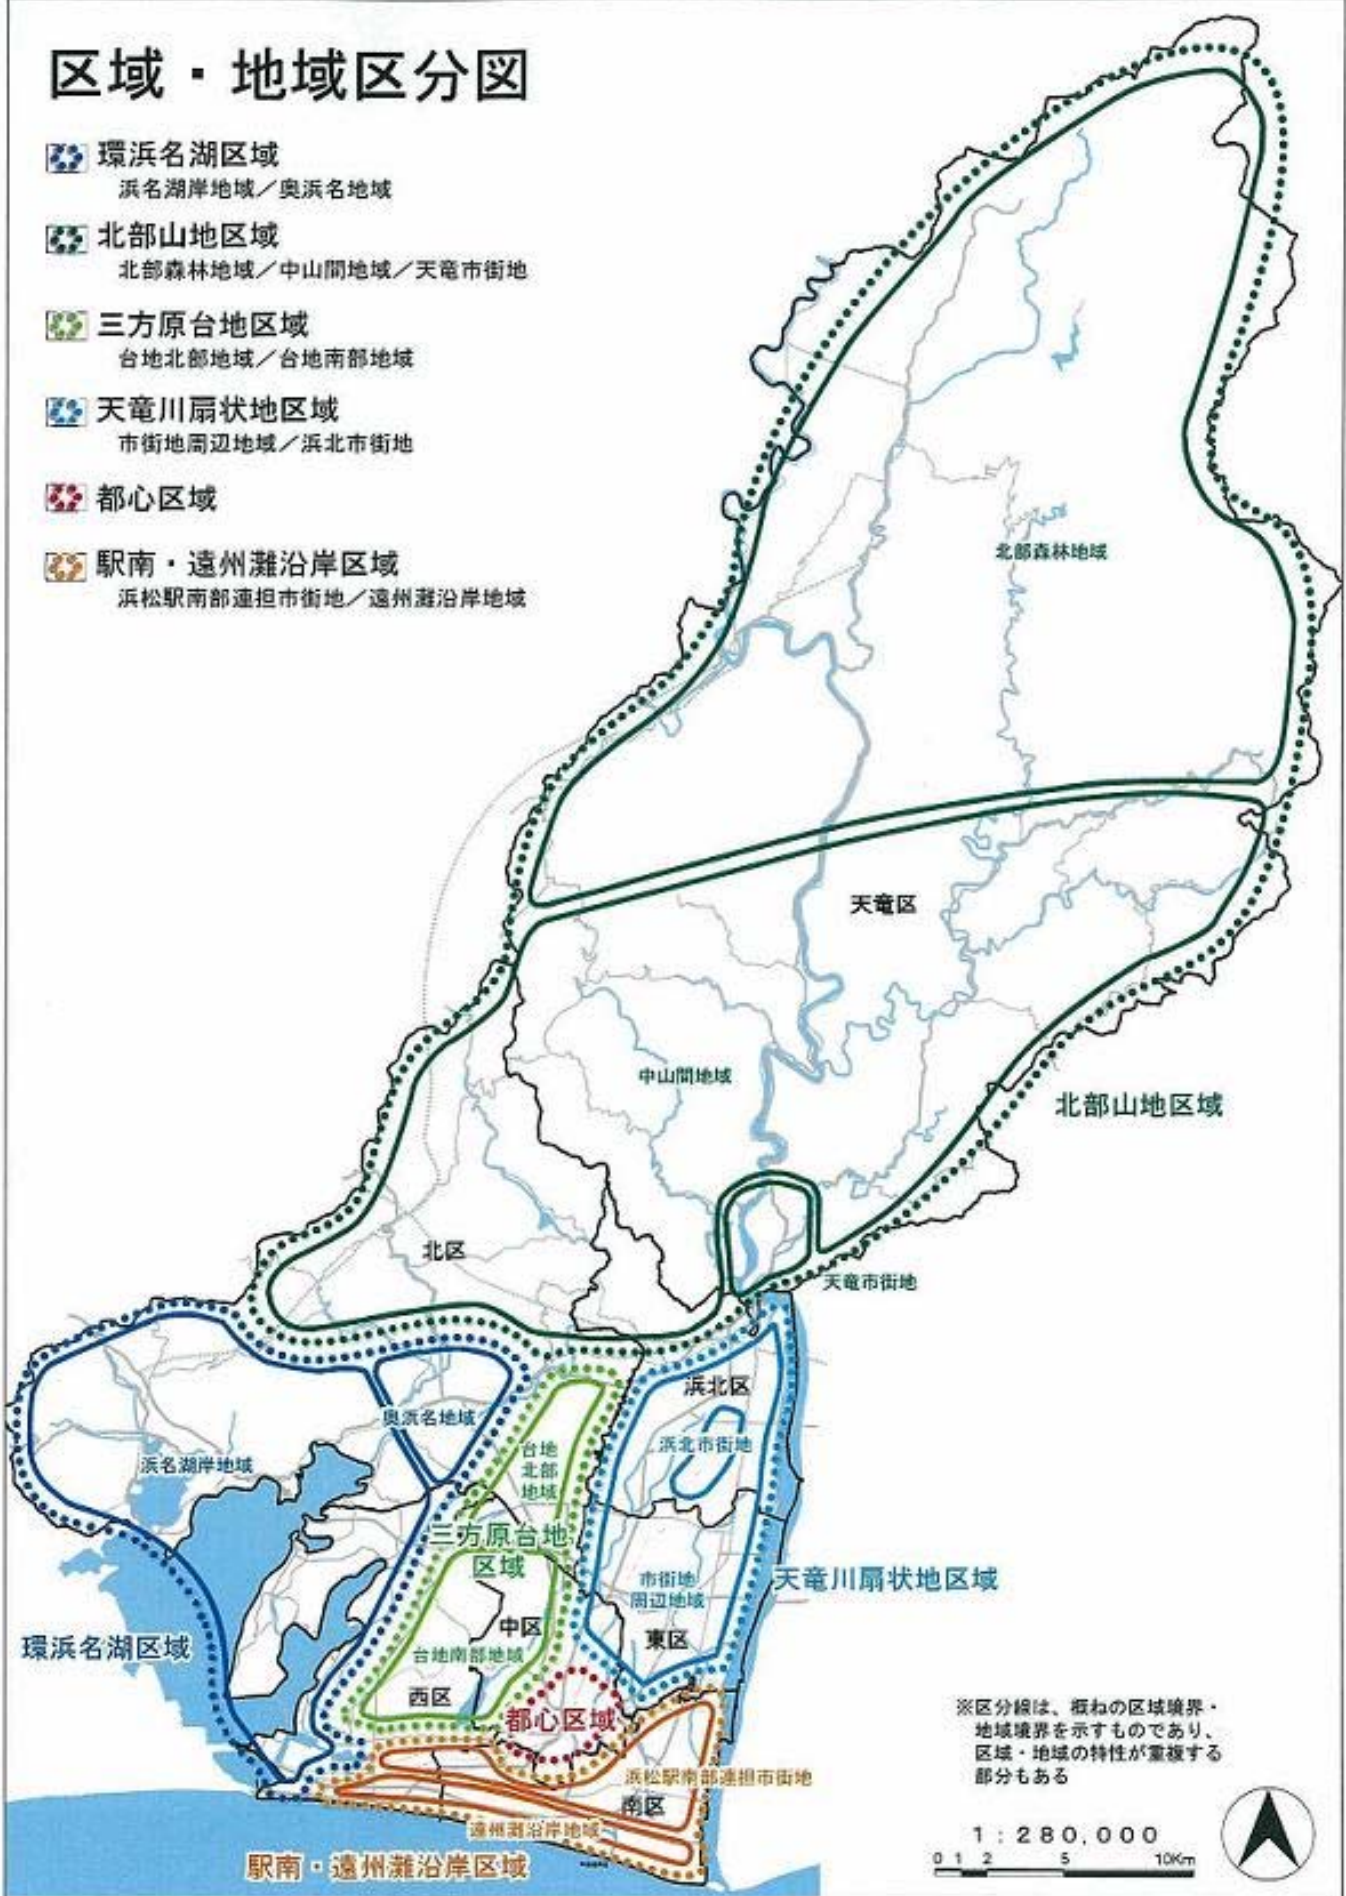 区域・地域区分図
環浜名湖区域
浜名湖岸地域／奥浜名地域
北部山地区域
北部森林地域／中山間地域／天竜市街地
三方原台地区域
台地北部地域／台地南部地域
天竜川扇状地区域
市街地周辺地域／浜北市街地
都心区域
駅南・遠州灘沿岸区域
浜松駅南部連担市街地／遠州灘沿岸地域
北部森林地域
天竜区
中山間地域
北部山地区域
北区
天竜市街地
浜北区
奥浜名地域
浜北市街地
台地
北部
地域
浜名湖岸地域
三方原台地
区域
市街地
周辺地域
天竜川扇状地区域
中区
東区
環浜名湖区域
台地南部地域
西区
都心区域
浜松駅南部連担市街地
南区
遠州灘沿岸地域
駅南・遠州灘沿岸区域
※区分線は、概ねの区域境界・
地域境界を示すものであり、
区域・地域の特性が重複する
部分もある
1：280,000
0 1 2 5 10Km